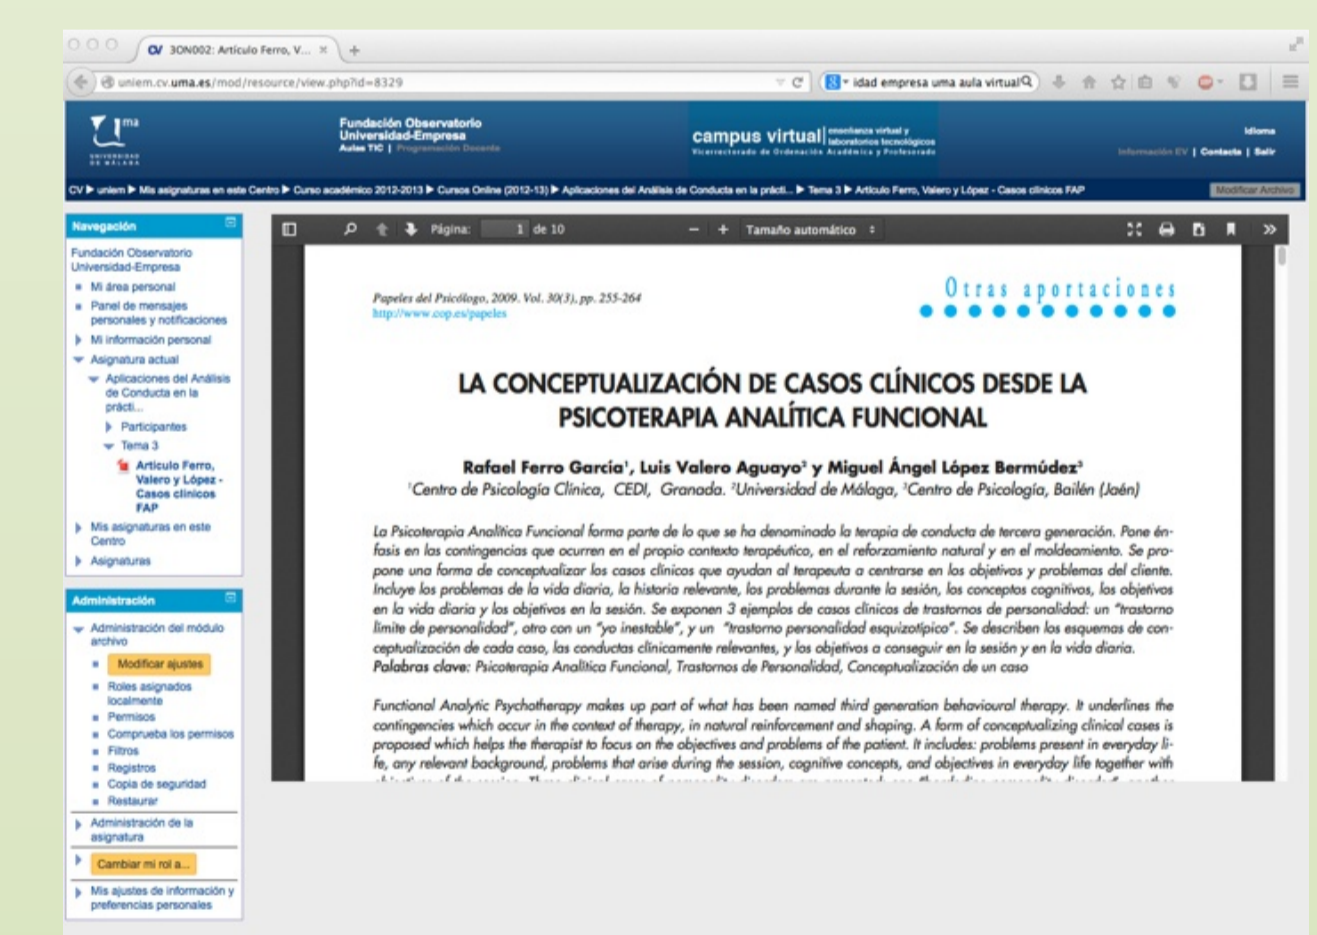 3ON002: Artículo Ferro, V...
uniem.cv.uma.es/mod/resource/view.php?id=8329
idad empresa uma aula virtual
uma
UNIVERSIDAD
DE MÁLAGA
Fundación Observatorio
Universidad-Empresa
Aulas TIC | Programación Docente
campus virtual
enseñanza virtual y
laboratorios tecnológicos
Vicerrectorado de Ordenación Académica y Profesorado
Idioma
Información EV | Contacta | Salir
CV ▶ uniem ▶ Mis asignaturas en este Centro ▶ Curso académico 2012-2013 ▶ Cursos Online (2012-13) ▶ Aplicaciones del Análisis de Conducta en la prácti... ▶ Tema 3 ▶ Artículo Ferro, Valero y López - Casos clínicos FAP
Modificar Archivo
Navegación
Fundación Observatorio
Universidad-Empresa
Mi área personal
Panel de mensajes
personales y notificaciones
Mi información personal
Asignatura actual
Aplicaciones del Análisis
de Conducta en la
prácti...
Participantes
Tema 3
Artículo Ferro,
Valero y López -
Casos clínicos
FAP
Mis asignaturas en este
Centro
Asignaturas
Administración
Administración del módulo
archivo
Modificar ajustes
Roles asignados
localmente
Permisos
Comprueba los permisos
Filtros
Registros
Copia de seguridad
Restaurar
Administración de la
asignatura
Cambiar mi rol a...
Mis ajustes de información y
preferencias personales
Página: 1 de 10
Tamaño automático
Papeles del Psicólogo, 2009. Vol. 30(3), pp. 255-264
http://www.cop.es/papeles
Otras aportaciones
LA CONCEPTUALIZACIÓN DE CASOS CLÍNICOS DESDE LA
PSICOTERAPIA ANALÍTICA FUNCIONAL
Rafael Ferro García¹, Luis Valero Aguayo² y Miguel Ángel López Bermúdez³
¹Centro de Psicología Clínica, CEDI, Granada. ²Universidad de Málaga, ³Centro de Psicología, Bailén (Jaén)
La Psicoterapia Analítica Funcional forma parte de lo que se ha denominado la terapia de conducta de tercera generación. Pone én-
fasis en las contingencias que ocurren en el propio contexto terapéutico, en el reforzamiento natural y en el moldeamiento. Se pro-
pone una forma de conceptualizar los casos clínicos que ayudan al terapeuta a centrarse en los objetivos y problemas del cliente.
Incluye los problemas de la vida diaria, la historia relevante, los problemas durante la sesión, los conceptos cognitivos, los objetivos
en la vida diaria y los objetivos en la sesión. Se exponen 3 ejemplos de casos clínicos de trastornos de personalidad: un "trastorno
límite de personalidad", otro con un "yo inestable", y un "trastorno personalidad esquizotípico". Se describen los esquemas de con-
ceptualización de cada caso, las conductas clínicamente relevantes, y los objetivos a conseguir en la sesión y en la vida diaria.
Palabras clave: Psicoterapia Analítica Funcional, Trastornos de Personalidad, Conceptualización de un caso
Functional Analytic Psychotherapy makes up part of what has been named third generation behavioural therapy. It underlines the
contingencies which occur in the context of therapy, in natural reinforcement and shaping. A form of conceptualizing clinical cases is
proposed which helps the therapist to focus on the objectives and problems of the patient. It includes: problems present in everyday li-
fe, any relevant background, problems that arise during the session, cognitive concepts, and objectives in everyday life together with